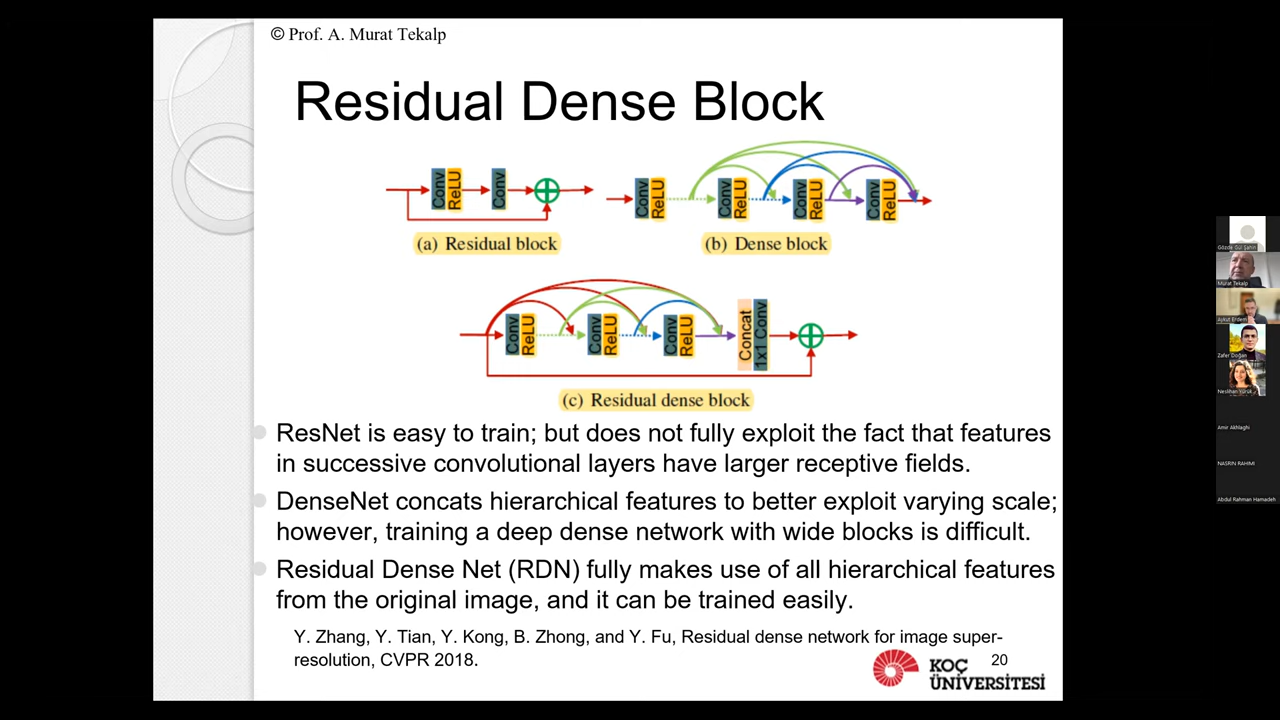 © Prof. A. Murat Tekalp
Residual Dense Block
Conv
ReLU
Conv
Conv
ReLU
Conv
ReLU
Conv
ReLU
Conv
ReLU
(a) Residual block
(b) Dense block
Conv
ReLU
Conv
ReLU
Conv
ReLU
Concat
1x1 Conv
(c) Residual dense block
ResNet is easy to train; but does not fully exploit the fact that features
in successive convolutional layers have larger receptive fields.
DenseNet concats hierarchical features to better exploit varying scale;
however, training a deep dense network with wide blocks is difficult.
Residual Dense Net (RDN) fully makes use of all hierarchical features
from the original image, and it can be trained easily.
Y. Zhang, Y. Tian, Y. Kong, B. Zhong, and Y. Fu, Residual dense network for image super-
resolution, CVPR 2018.
20
KOÇ
ÜNİVERSİTESİ
Gözde Gül Şahin
Murat Tekalp
Aykut Erdem
Zafer Doğan
Neslihan Yürük
Amir Akhlaghi
NASRIN RAHIMI
Abdul Rahman Hamadeh